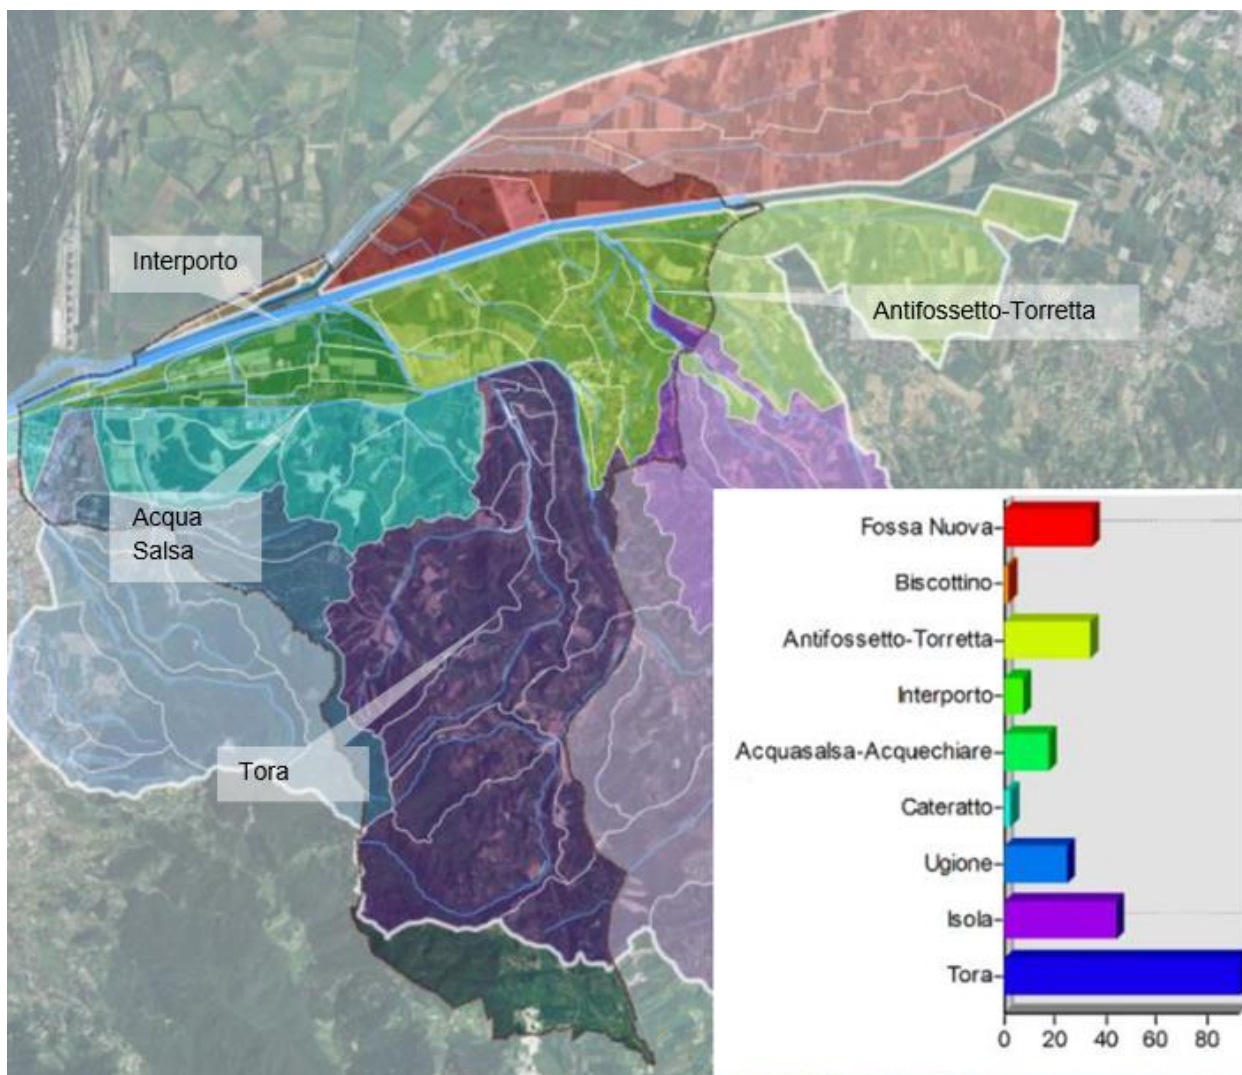 Interporto
Antifossetto-Torretta
Acqua
Salsa
Tora
Fossa Nuova
Biscottino
Antifossetto-Torretta
Interporto
Acquasalsa-Acquechiare
Cateratto
Ugione
Isola
Tora
0 20 40 60 80